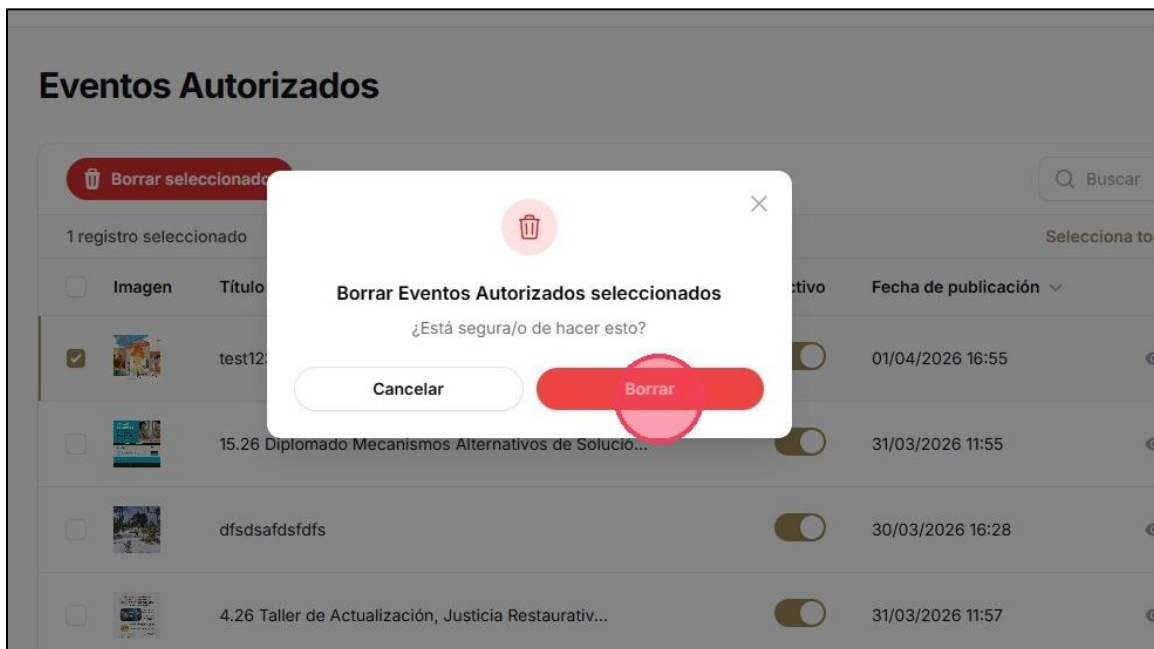 Eventos Autorizados
Borrar seleccionado
Buscar
1 registro seleccionado
Selecciona to
Imagen Título ctivo Fecha de publicación
Borrar Eventos Autorizados seleccionados
¿Está segura/o de hacer esto?
Cancelar Borrar
test12 01/04/2026 16:55
15.26 Diplomado Mecanismos Alternativos de Solució... 31/03/2026 11:55
dfsdsafdsfdfs 30/03/2026 16:28
4.26 Taller de Actualización, Justicia Restaurativ... 31/03/2026 11:57